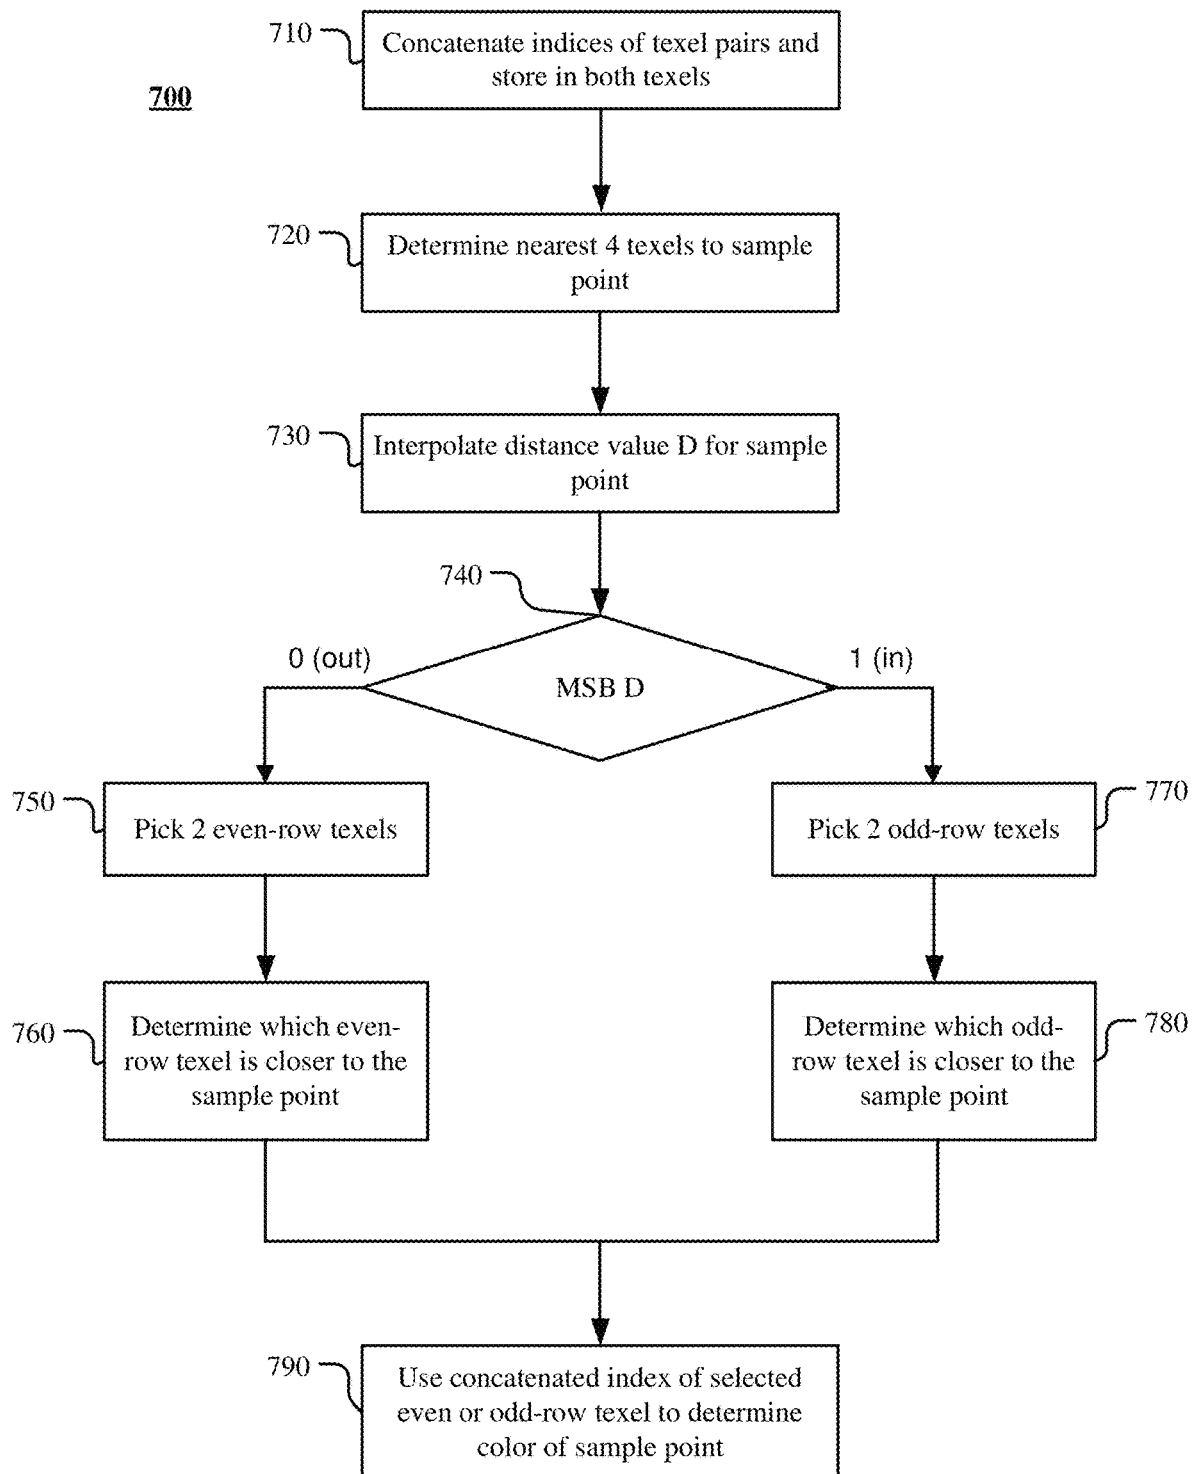 710
Concatenate indices of texel pairs and
store in both texels
700
720
Determine nearest 4 texels to sample
point
730
Interpolate distance value D for sample
point
740
0 (out)
1 (in)
MSB D
750
Pick 2 even-row texels
Pick 2 odd-row texels
770
760
Determine which even-
row texel is closer to the
sample point
Determine which odd-
row texel is closer to the
sample point
780
790
Use concatenated index of selected
even or odd-row texel to determine
color of sample point